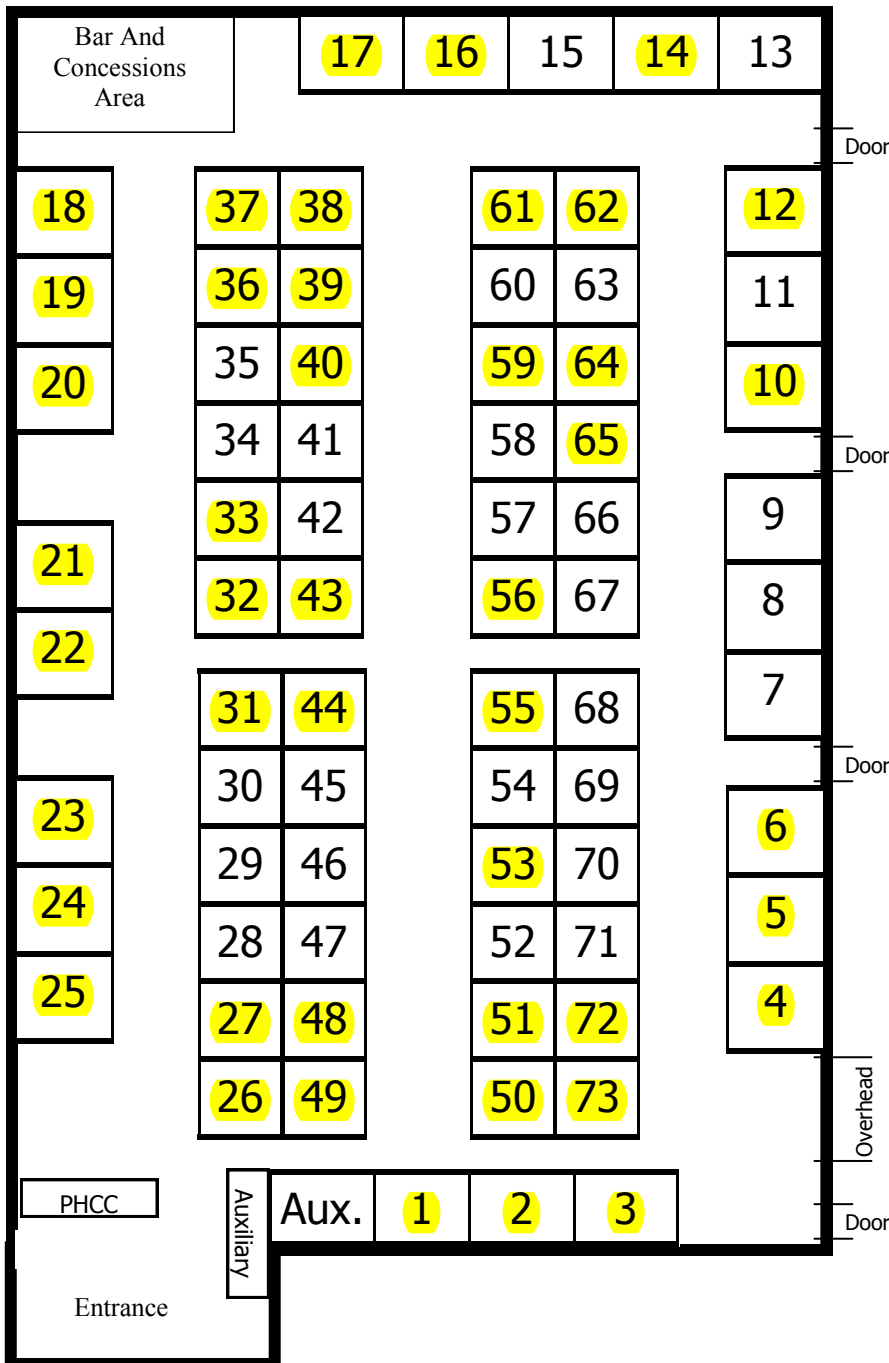 Bar And
Concessions
Area
17 16 15 14 13
Door
18 37 38 61 62 12
19 36 39 60 63 11
20 35 40 59 64 10
34 41 58 65 Door
33 42 57 66 9
21 32 43 56 67 8
22 31 44 55 68 7
30 45 54 69 Door
23 29 46 53 70 6
24 28 47 52 71 5
25 27 48 51 72 4
26 49 50 73 Overhead
PHCC Auxiliary Aux. 1 2 3 Door
Entrance